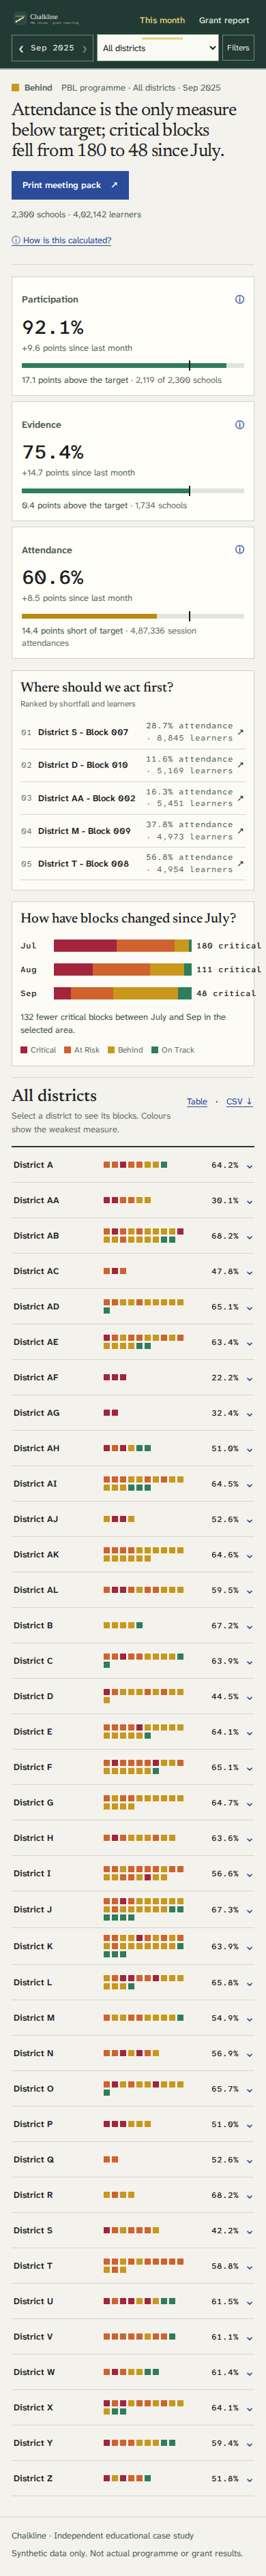 Chalkline
This month
Grant report
❮ Sep 2025 ❯
All districts
Filters
Behind PBL programme · All districts · Sep 2025
Attendance is the only measure
below target; critical blocks
fell from 180 to 48 since July.
Print meeting pack ↗
2,300 schools · 4,02,142 learners
ⓘ How is this calculated?
Participation ⓘ
92.1%
+9.6 points since last month
17.1 points above the target · 2,119 of 2,300 schools
Evidence ⓘ
75.4%
+14.7 points since last month
0.4 points above the target · 1,734 schools
Attendance ⓘ
60.6%
+8.5 points since last month
14.4 points short of target · 4,87,336 session
attendances
Where should we act first?
Ranked by shortfall and learners
01 District S - Block 007 28.7% attendance
· 8,845 learners ↗
02 District D - Block 010 11.6% attendance
· 5,169 learners ↗
03 District AA - Block 002 16.3% attendance
· 5,451 learners ↗
04 District M - Block 009 37.8% attendance
· 4,973 learners ↗
05 District T - Block 008 56.8% attendance
· 4,954 learners ↗
How have blocks changed since July?
Jul 180 critical
Aug 111 critical
Sep 48 critical
132 fewer critical blocks between July and Sep in the
selected area.
Critical At Risk Behind On Track
All districts
Table · CSV ↓
Select a district to see its blocks. Colours
show the weakest measure.
District A 64.2%
District AA 30.1%
District AB 68.2%
District AC 47.8%
District AD 65.1%
District AE 63.4%
District AF 22.2%
District AG 32.4%
District AH 51.0%
District AI 64.5%
District AJ 52.6%
District AK 64.6%
District AL 59.5%
District B 67.2%
District C 63.9%
District D 44.5%
District E 64.1%
District F 65.1%
District G 64.7%
District H 63.6%
District I 56.6%
District J 67.3%
District K 63.9%
District L 65.8%
District M 54.9%
District N 56.9%
District O 65.7%
District P 51.0%
District Q 52.6%
District R 68.2%
District S 42.2%
District T 58.8%
District U 61.5%
District V 61.1%
District W 61.4%
District X 64.1%
District Y 59.4%
District Z 51.8%
Chalkline · Independent educational case study
Synthetic data only. Not actual programme or grant results.